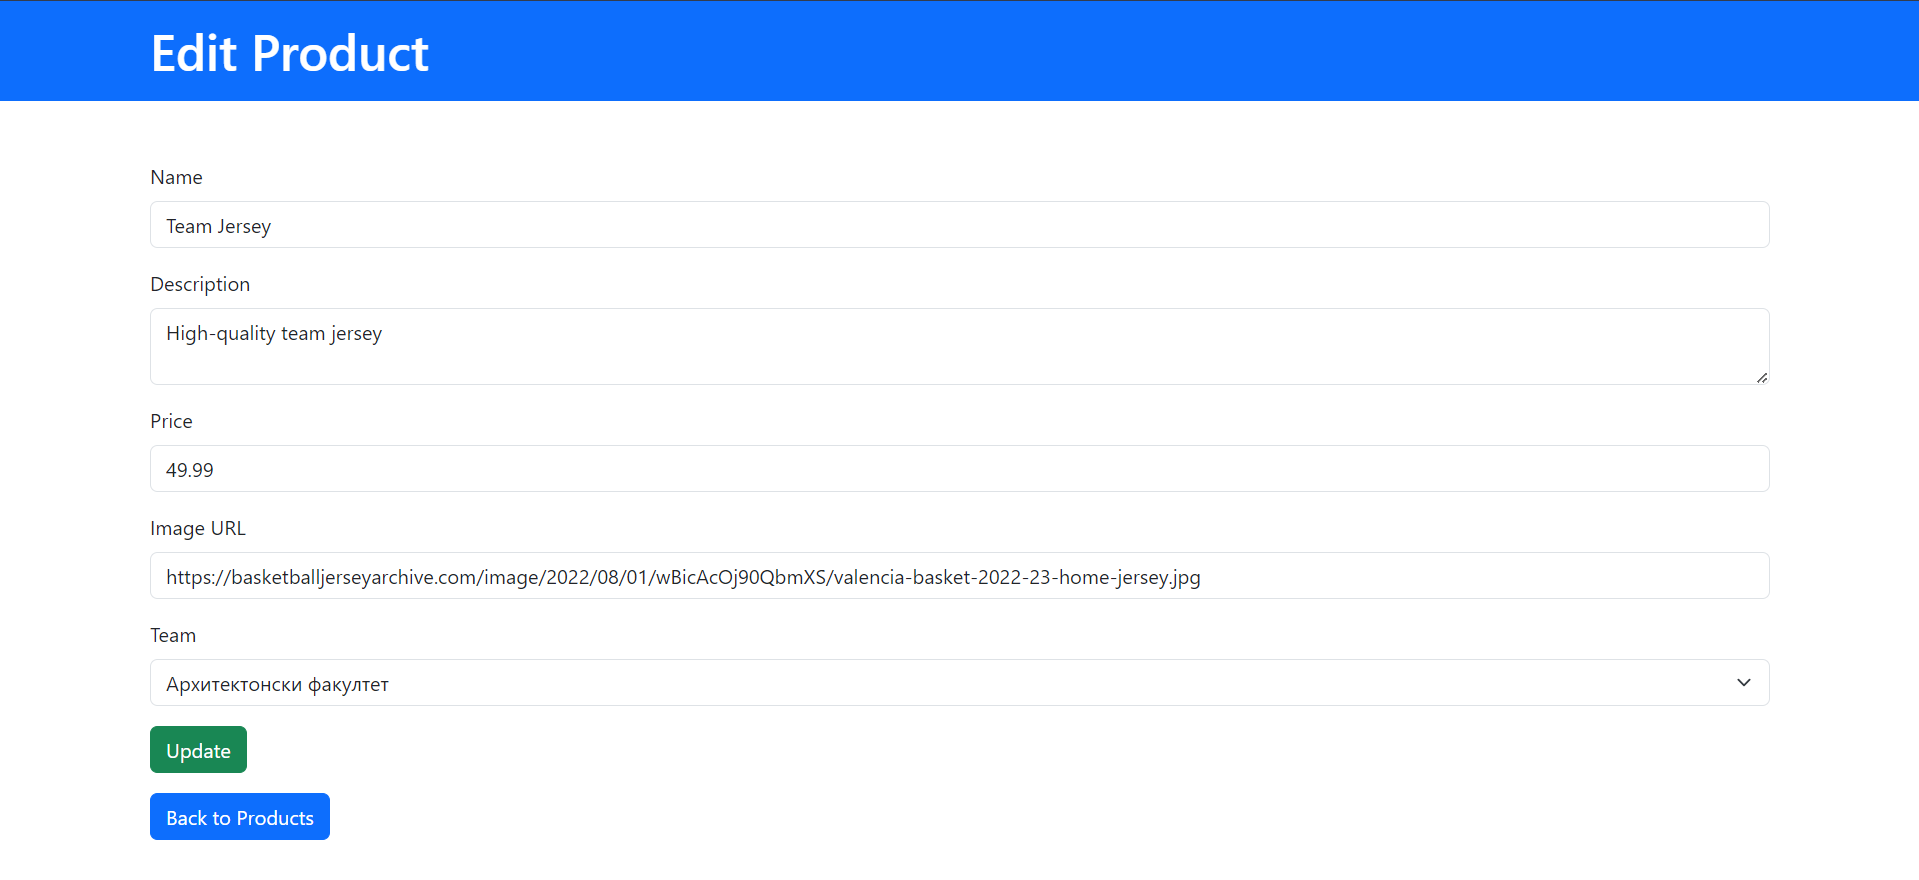 Edit Product
Name
Team Jersey
Description
High-quality team jersey
Price
49.99
Image URL
https://basketballjerseyarchive.com/image/2022/08/01/wBicAcOj90QbmXS/valencia-basket-2022-23-home-jersey.jpg
Team
Архитектонски факултет
Update
Back to Products